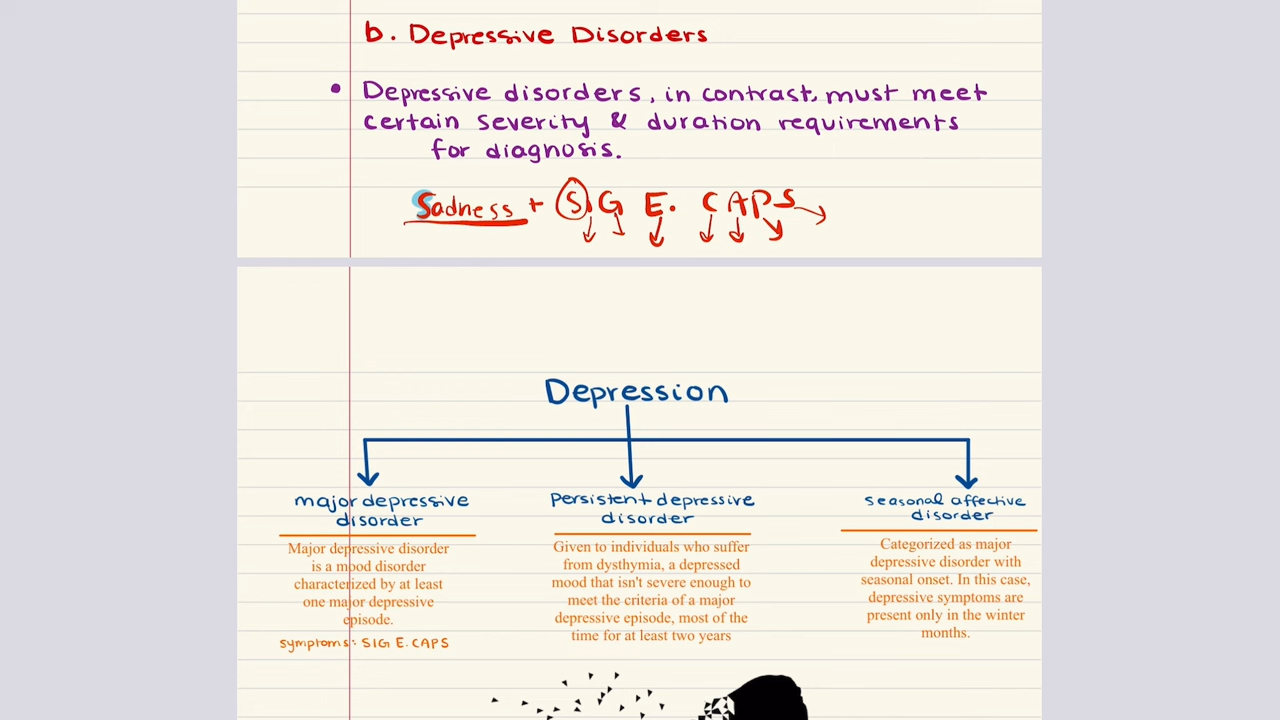 b. Depressive Disorders
• Depressive disorders, in contrast, must meet
certain severity & duration requirements
for diagnosis.
Sadness + S.G E. CAPS
Depression
major depressive
disorder
Major depressive disorder
is a mood disorder
characterized by at least
one major depressive
episode.
symptoms: SIG E. CAPS
Persistent depressive
disorder
Given to individuals who suffer
from dysthymia, a depressed
mood that isn't severe enough to
meet the criteria of a major
depressive episode, most of the
time for at least two years
seasonal affective
disorder
Categorized as major
depressive disorder with
seasonal onset. In this case,
depressive symptoms are
present only in the winter
months.